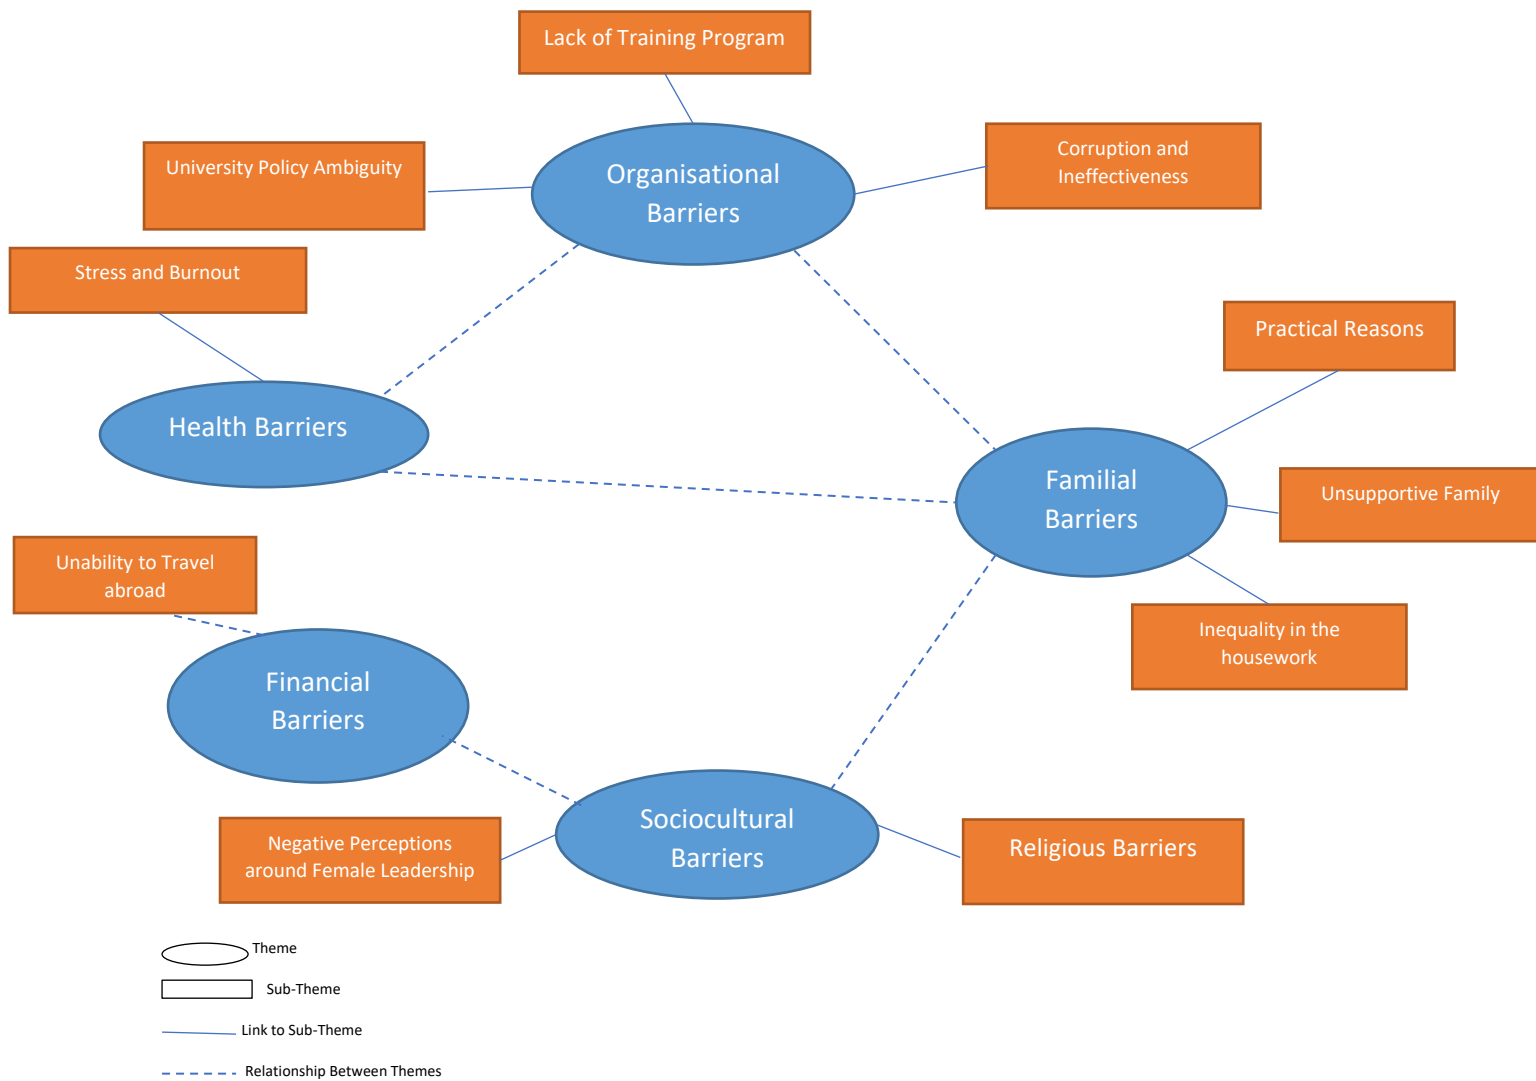 Lack of Training Program
University Policy Ambiguity
Organisational
Barriers
Corruption and
Ineffectiveness
Stress and Burnout
Practical Reasons
Health Barriers
Familial
Barriers
Unsupportive Family
Unability to Travel
abroad
Inequality in the
housework
Financial
Barriers
Sociocultural
Barriers
Negative Perceptions
around Female Leadership
Religious Barriers
Theme
Sub-Theme
Link to Sub-Theme
Relationship Between Themes